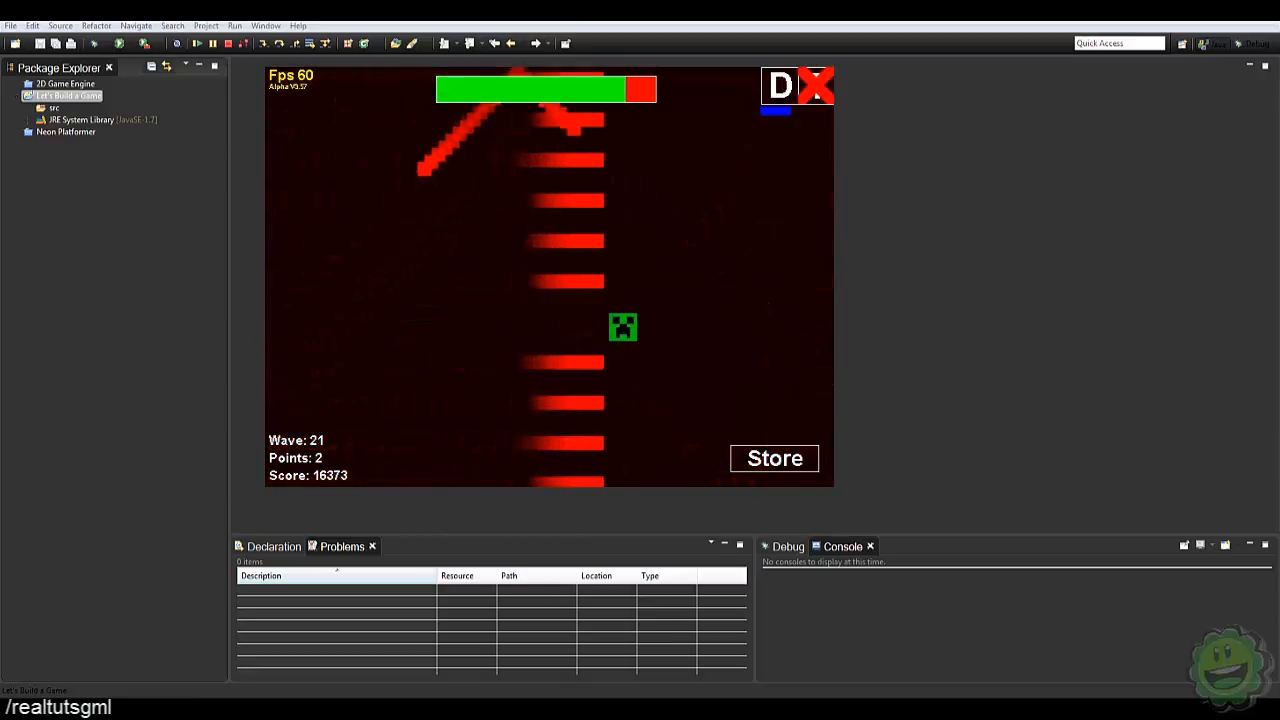 File Edit Source Refactor Navigate Search Project Run Window Help
Quick Access
Debug
Package Explorer
2D Game Engine
Let's Build a Game
src
JRE System Library [JavaSE-1.7]
Neon Platformer
Fps 60
Alpha V3.57
D
Wave: 21
Points: 2
Score: 16373
Store
Declaration Problems
0 items
Description Resource Path Location Type
Debug Console
No consoles to display at this time.
Let's Build a Game
/realtutsgml